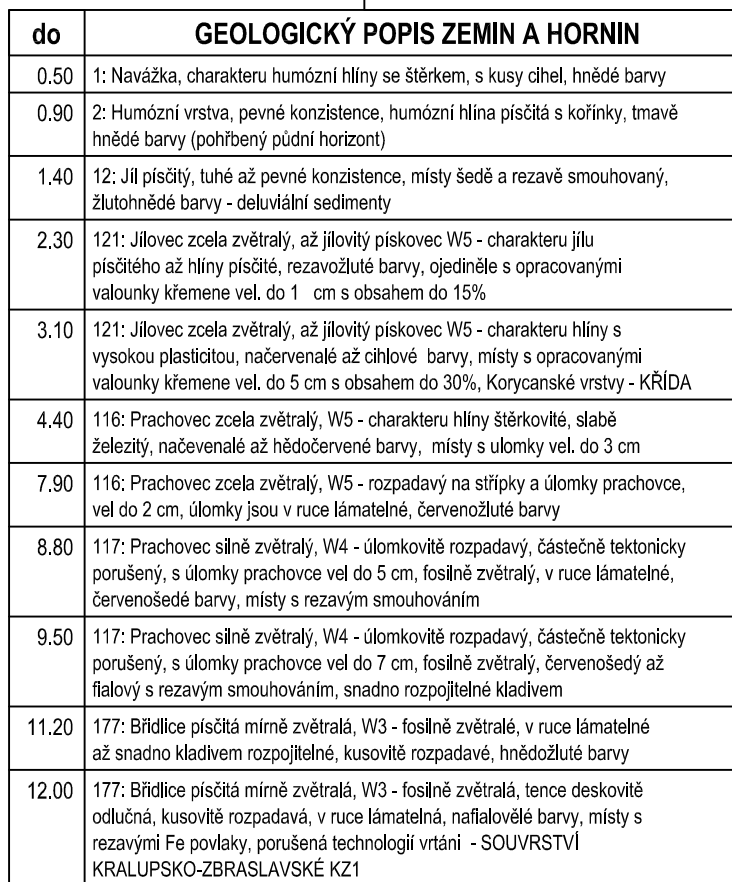 do GEOLOGICKÝ POPIS ZEMIN A HORNIN
0.50 1: Navážka, charakteru humózní hlíny se štěrkem, s kusy cihel, hnědé barvy
0.90 2: Humózní vrstva, pevné konzistence, humózní hlína písčitá s kořínky, tmavě
hnědé barvy (pohřbený půdní horizont)
1.40 12: Jíl písčitý, tuhé až pevné konzistence, místy šedě a rezavě smouhovaný,
žlutohnědé barvy - deluviální sedimenty
2.30 121: Jílovec zcela zvětralý, až jílovitý pískovec W5 - charakteru jílu
písčitého až hlíny písčité, rezavožluté barvy, ojediněle s opracovanými
valounky křemene vel. do 1 cm s obsahem do 15%
3.10 121: Jílovec zcela zvětralý, až jílovitý pískovec W5 - charakteru hlíny s
vysokou plasticitou, načervenalé až cihlové barvy, místy s opracovanými
valounky křemene vel. do 5 cm s obsahem do 30%, Korycanské vrstvy - KŘÍDA
4.40 116: Prachovec zcela zvětralý, W5 - charakteru hlíny štěrkovité, slabě
železitý, načevenalé až hědočervené barvy, místy s ulomky vel. do 3 cm
7.90 116: Prachovec zcela zvětralý, W5 - rozpadavý na střípky a úlomky prachovce,
vel do 2 cm, úlomky jsou v ruce lámatelné, červenožluté barvy
8.80 117: Prachovec silně zvětralý, W4 - úlomkovitě rozpadavý, částečně tektonicky
porušený, s úlomky prachovce vel do 5 cm, fosilně zvětralý, v ruce lámatelné,
červenošedé barvy, místy s rezavým smouhováním
9.50 117: Prachovec silně zvětralý, W4 - úlomkovitě rozpadavý, částečně tektonicky
porušený, s úlomky prachovce vel do 7 cm, fosilně zvětralý, červenošedý až
fialový s rezavým smouhováním, snadno rozpojitelné kladivem
11.20 177: Břidlice písčitá mírně zvětralá, W3 - fosilně zvětralé, v ruce lámatelné
až snadno kladivem rozpojitelné, kusovitě rozpadavé, hnědožluté barvy
12.00 177: Břidlice písčitá mírně zvětralá, W3 - fosilně zvětralá, tence deskovitě
odlučná, kusovitě rozpadavá, v ruce lámatelná, nafialovělé barvy, místy s
rezavými Fe povlaky, porušená technologií vrtáni - SOUVRSTVÍ
KRALUPSKO-ZBRASLAVSKÉ KZ1